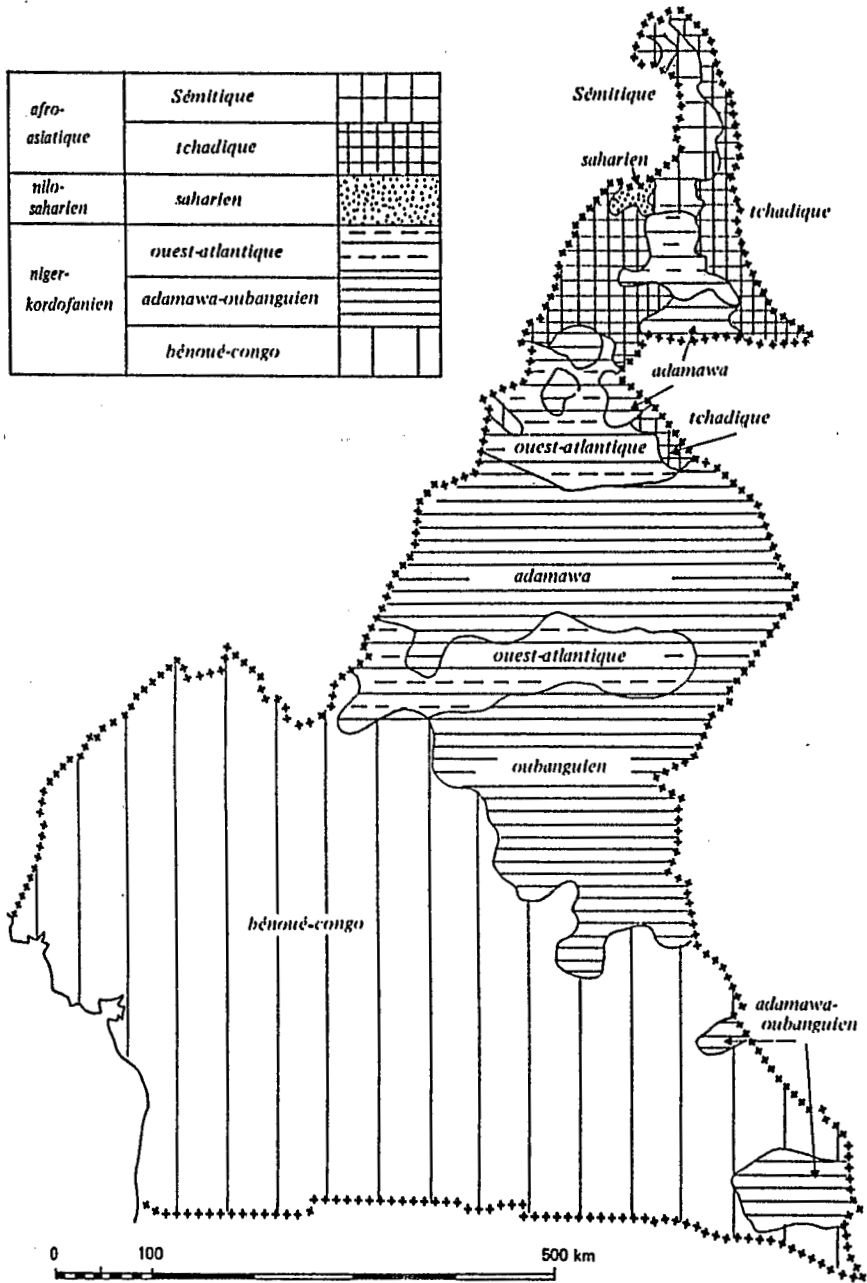 afro-
asiatique
Sémitique
tchadique
nilo-
saharien
saharien
niger-
kordofanien
ouest-atlantique
adamawa-oubanguien
bénoué-congo
Sémitique
saharien
tchadique
adamawa
tchadique
ouest-atlantique
adamawa
ouest-atlantique
oubanguien
bénoué-congo
adamawa-
oubanguien
0 100 500 km